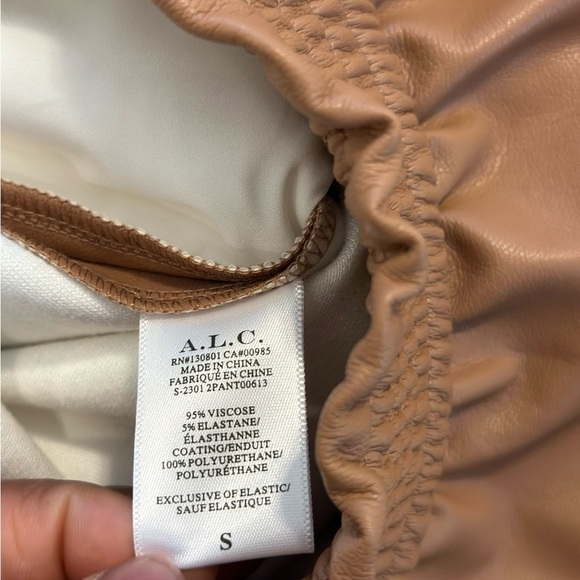 A.L.C.
RN#130801 CA#00985
MADE IN CHINA
FABRIQUÉ EN CHINE
S-2301 2PANT00613
95% VISCOSE
5% ELASTANE/
ÉLASTHANNE
COATING/ENDUIT
100% POLYURETHANE/
POLYURÉTHANE
EXCLUSIVE OF ELASTIC/
SAUF ÉLASTIQUE
S